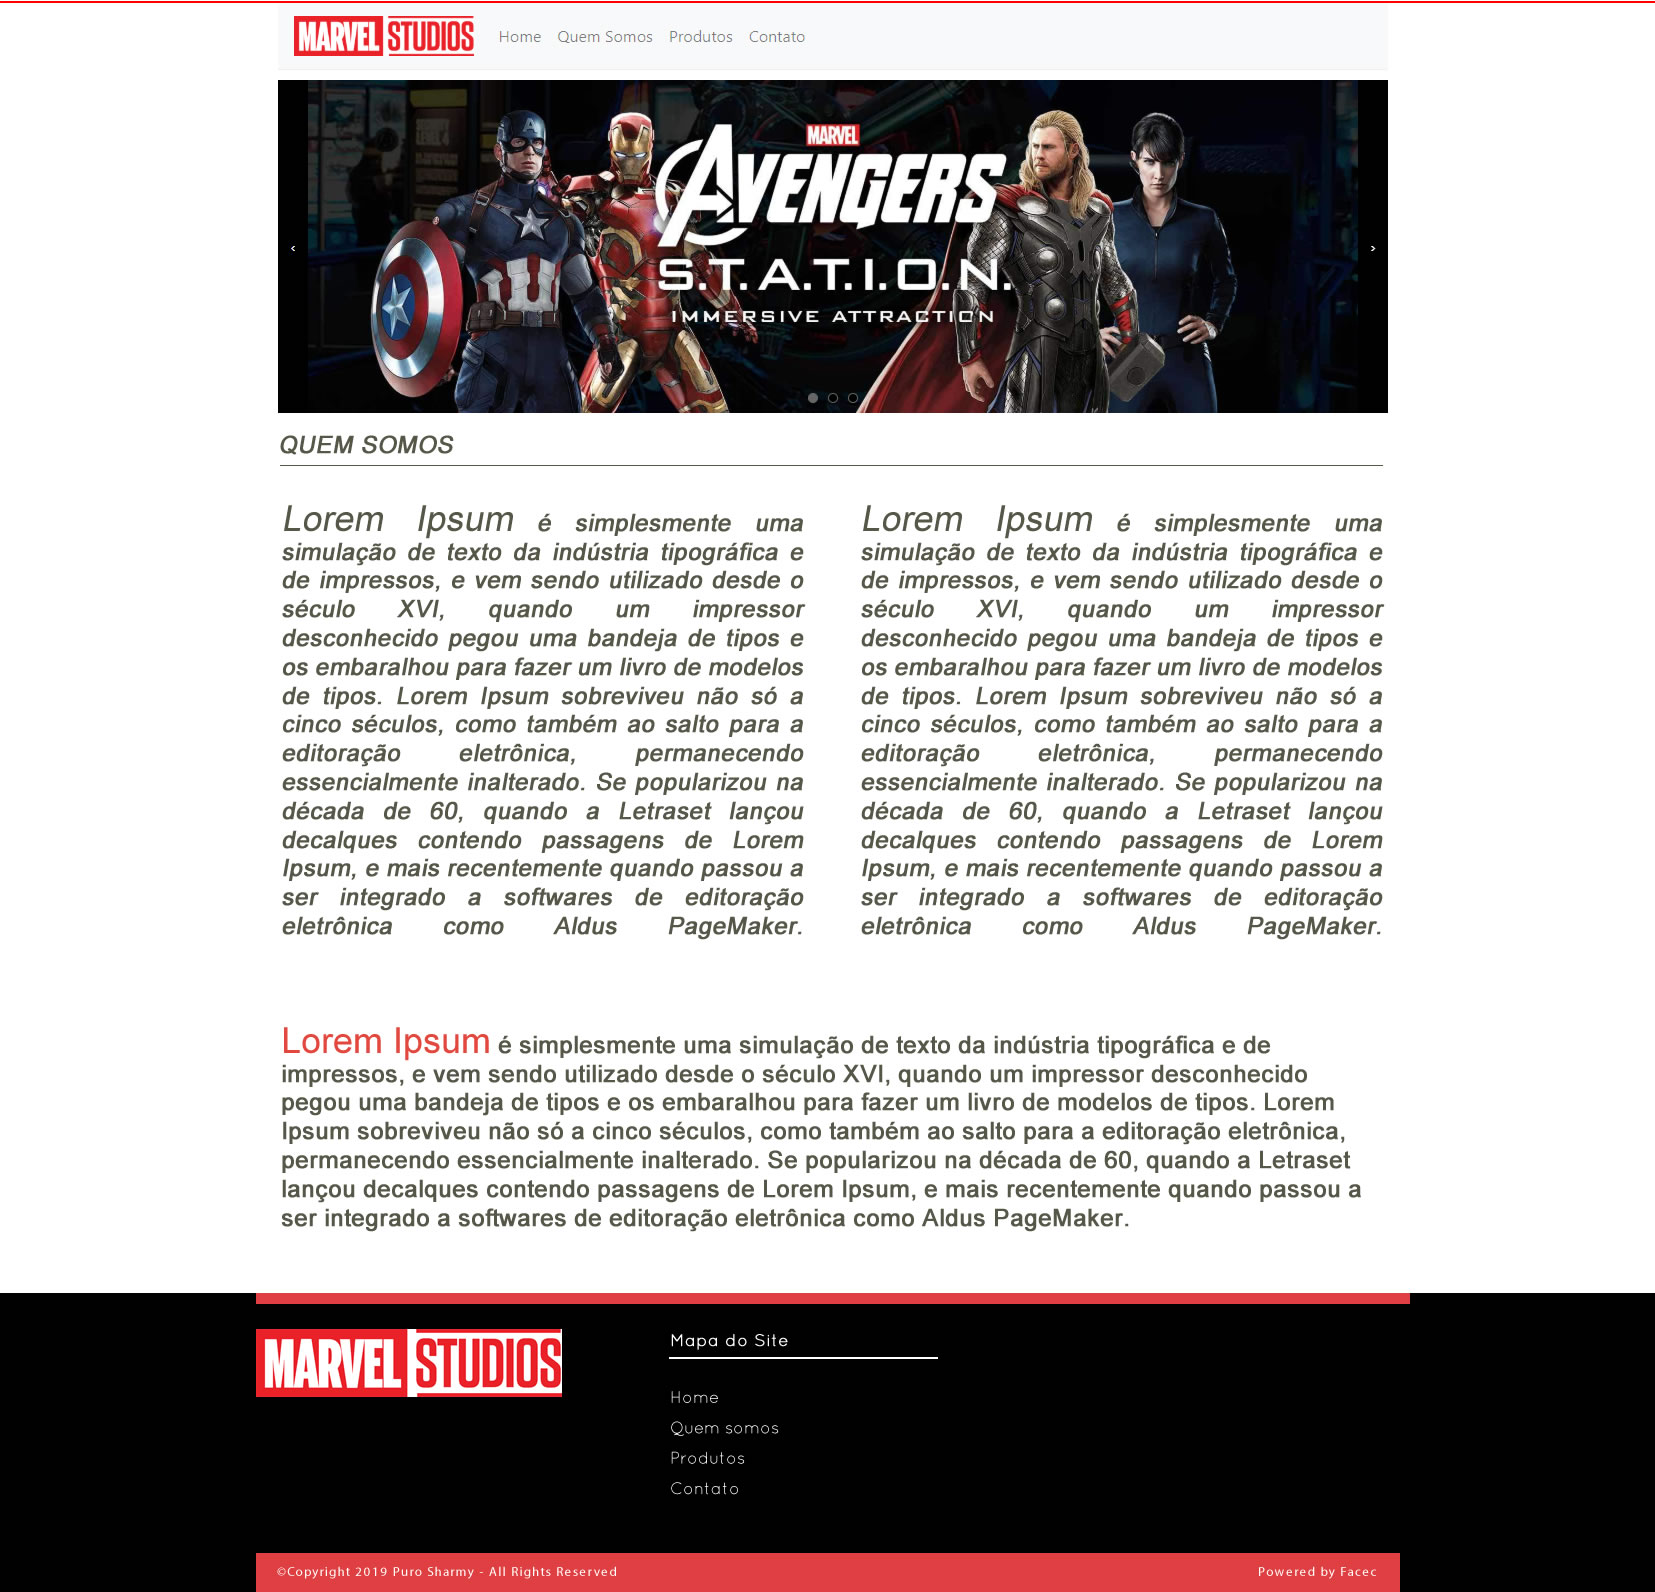 MARVEL STUDIOS
Home Quem Somos Produtos Contato
MARVEL
AVENGERS
S.T.A.T.I.O.N.
IMMERSIVE ATTRACTION
QUEM SOMOS
Lorem Ipsum é simplesmente uma
simulação de texto da indústria tipográfica e
de impressos, e vem sendo utilizado desde o
século XVI, quando um impressor
desconhecido pegou uma bandeja de tipos e
os embaralhou para fazer um livro de modelos
de tipos. Lorem Ipsum sobreviveu não só a
cinco séculos, como também ao salto para a
editoração eletrônica, permanecendo
essencialmente inalterado. Se popularizou na
década de 60, quando a Letraset lançou
decalques contendo passagens de Lorem
Ipsum, e mais recentemente quando passou a
ser integrado a softwares de editoração
eletrônica como Aldus PageMaker.
Lorem Ipsum é simplesmente uma
simulação de texto da indústria tipográfica e
de impressos, e vem sendo utilizado desde o
século XVI, quando um impressor
desconhecido pegou uma bandeja de tipos e
os embaralhou para fazer um livro de modelos
de tipos. Lorem Ipsum sobreviveu não só a
cinco séculos, como também ao salto para a
editoração eletrônica, permanecendo
essencialmente inalterado. Se popularizou na
década de 60, quando a Letraset lançou
decalques contendo passagens de Lorem
Ipsum, e mais recentemente quando passou a
ser integrado a softwares de editoração
eletrônica como Aldus PageMaker.
Lorem Ipsum é simplesmente uma simulação de texto da indústria tipográfica e de
impressos, e vem sendo utilizado desde o século XVI, quando um impressor desconhecido
pegou uma bandeja de tipos e os embaralhou para fazer um livro de modelos de tipos. Lorem
Ipsum sobreviveu não só a cinco séculos, como também ao salto para a editoração eletrônica,
permanecendo essencialmente inalterado. Se popularizou na década de 60, quando a Letraset
lançou decalques contendo passagens de Lorem Ipsum, e mais recentemente quando passou a
ser integrado a softwares de editoração eletrônica como Aldus PageMaker.
MARVEL STUDIOS
Mapa do Site
Home
Quem somos
Produtos
Contato
©Copyright 2019 Puro Sharmy - All Rights Reserved
Powered by Facec